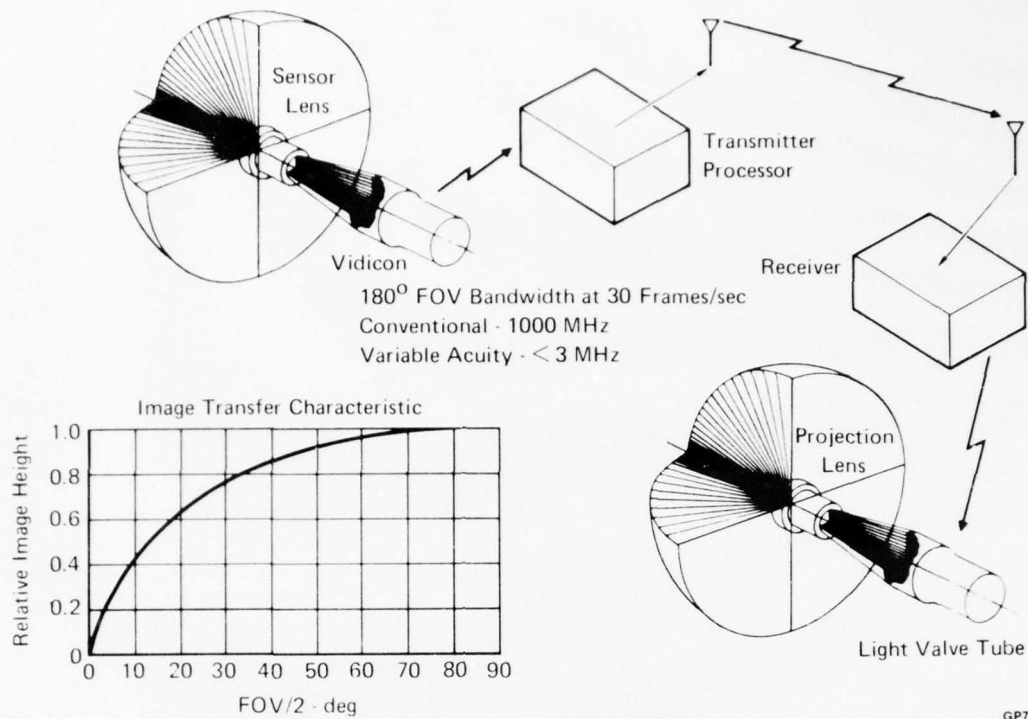 Sensor
Lens
Transmitter
Processor
Vidicon
Receiver
180° FOV Bandwidth at 30 Frames/sec
Conventional - 1000 MHz
Variable Acuity - < 3 MHz
Image Transfer Characteristic
Relative Image Height
1.0
0.8
0.6
0.4
0.2
0
0 10 20 30 40 50 60 70 80 90
FOV/2 - deg
Projection
Lens
Light Valve Tube
GP7